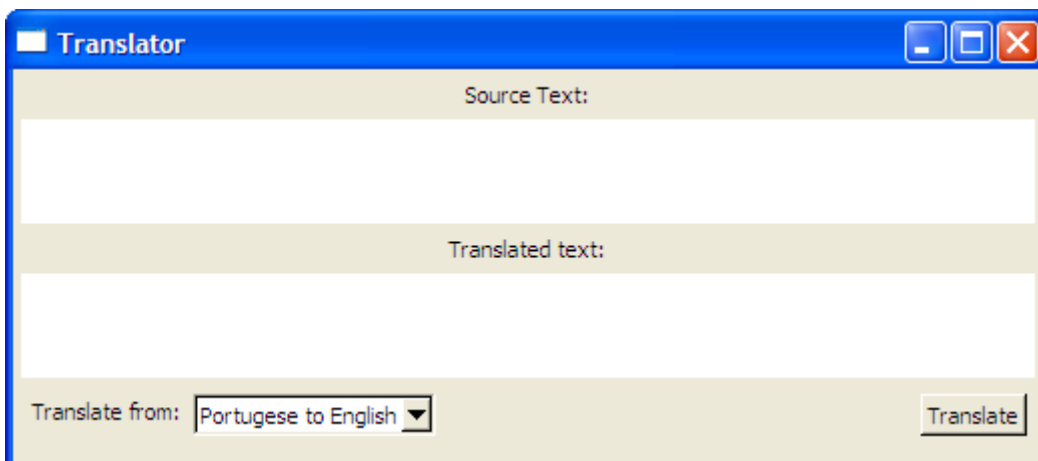 Translator
Source Text:
Translated text:
Translate from: Portugese to English Translate